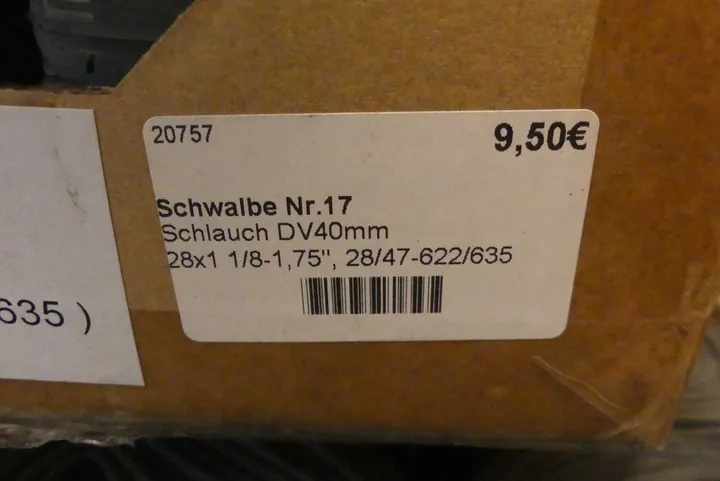 20757
9,50€
Schwalbe Nr.17
Schlauch DV40mm
28x1 1/8-1,75", 28/47-622/635
635 )